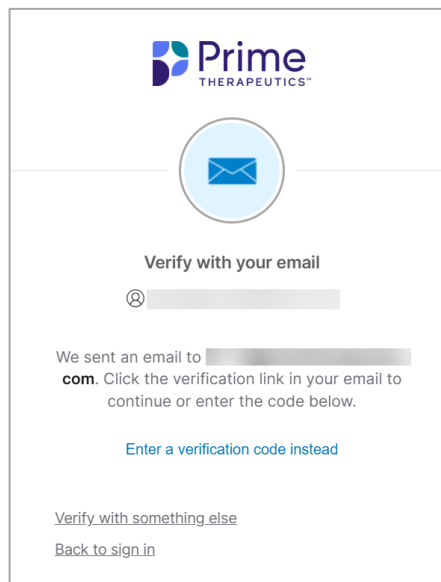 Prime
THERAPEUTICS™
Verify with your email
We sent an email to
com. Click the verification link in your email to
continue or enter the code below.
Enter a verification code instead
Verify with something else
Back to sign in